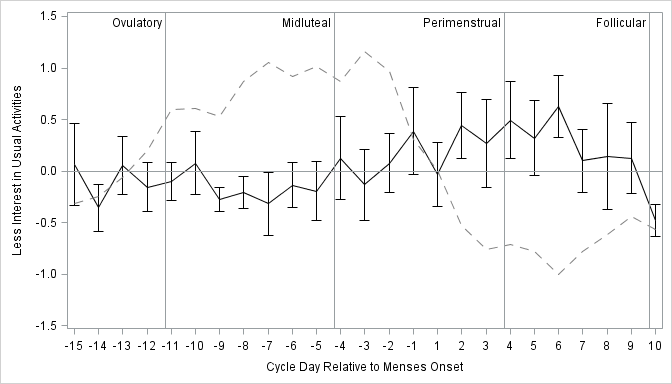 Ovulatory Midluteal Perimenstrual Follicular
1.5
1.0
0.5
0.0
-0.5
-1.0
-1.5
Less Interest in Usual Activities
-15 -14 -13 -12 -11 -10 -9 -8 -7 -6 -5 -4 -3 -2 -1 1 2 3 4 5 6 7 8 9 10
Cycle Day Relative to Menses Onset